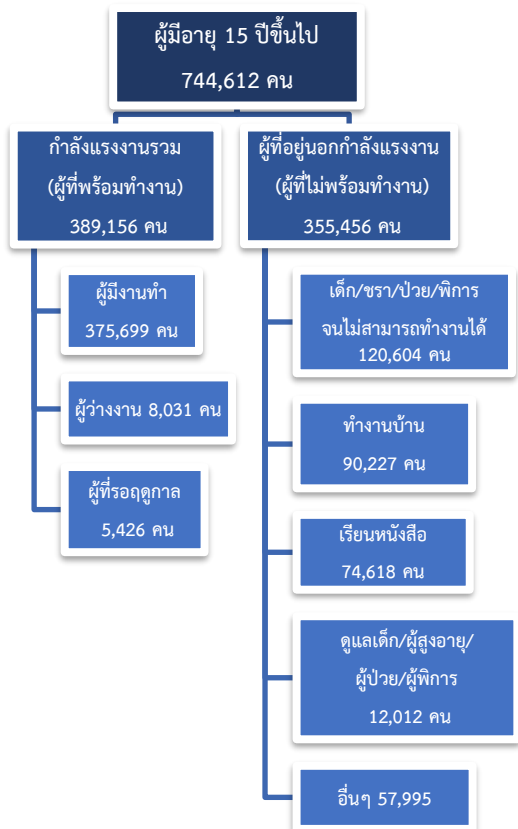 ผู้มีอายุ 15 ปีขึ้นไป
744,612 คน
กำลังแรงงานรวม
(ผู้ที่พร้อมทำงาน)
389,156 คน
ผู้ที่อยู่นอกกำลังแรงงาน
(ผู้ที่ไม่พร้อมทำงาน)
355,456 คน
ผู้มีงานทำ
375,699 คน
ผู้ว่างงาน 8,031 คน
ผู้ที่รอฤดูกาล
5,426 คน
เด็ก/ชรา/ป่วย/พิการ
จนไม่สามารถทำงานได้
120,604 คน
ทำงานบ้าน
90,227 คน
เรียนหนังสือ
74,618 คน
ดูแลเด็ก/ผู้สูงอายุ/
ผู้ป่วย/ผู้พิการ
12,012 คน
อื่นๆ 57,995